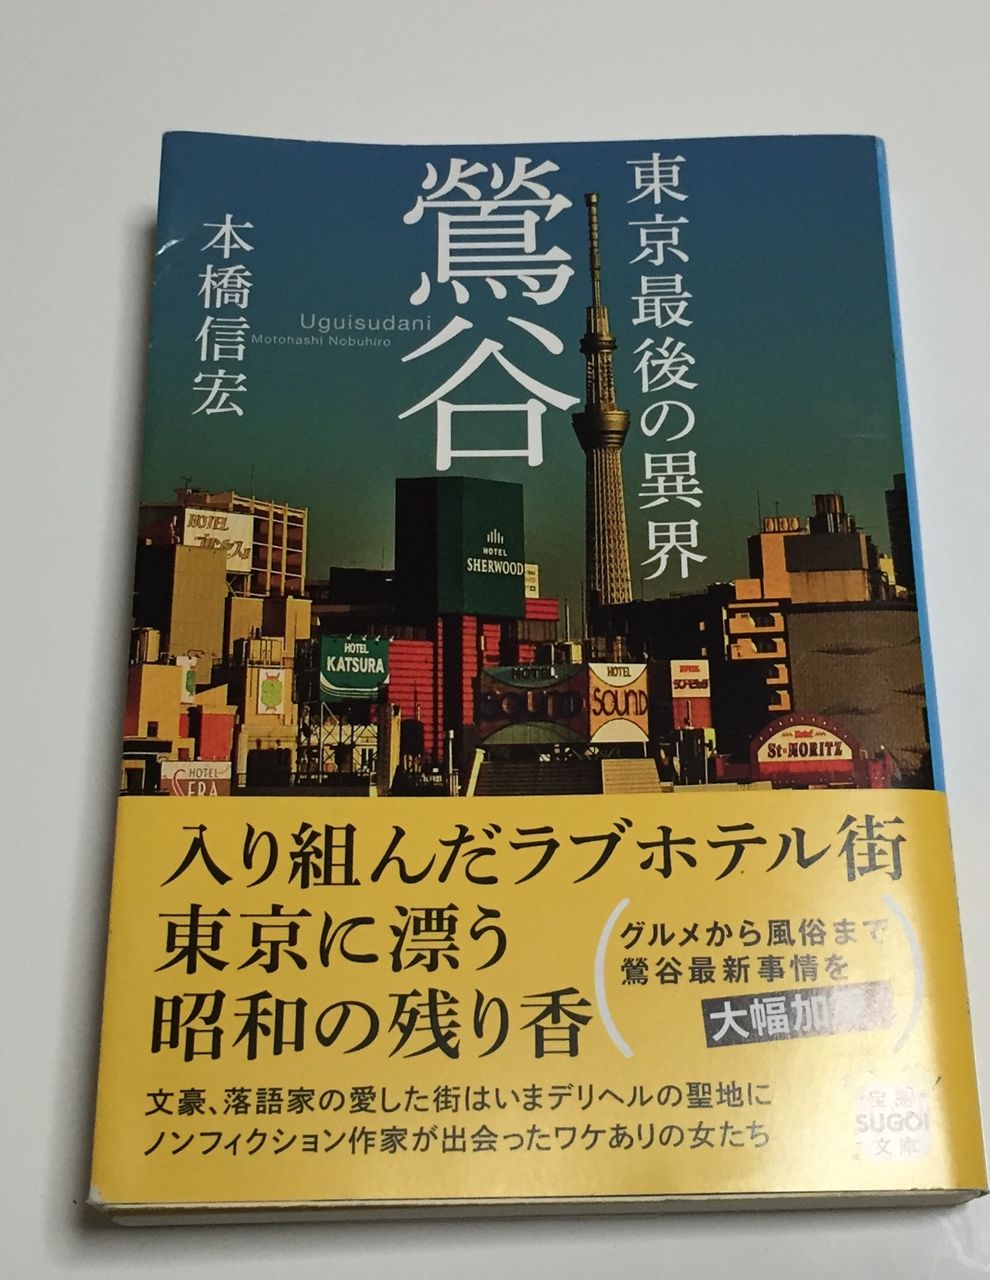 東京最後の異界
鶯谷
Uguisudani
Motohashi Nobuhiro
本橋信宏
HOTEL
HOTEL
SHERWOOD
HOTEL
KATSURA
HOTEL
SOUND
HOTEL
SOUND
Hotel
St・MORITZ
HOTEL
SERA
入り組んだラブホテル街
東京に漂う
昭和の残り香
グルメから風俗まで
鶯谷最新事情を
大幅加
文豪、落語家の愛した街はいまデリヘルの聖地に
ノンフィクション作家が出会ったワケありの女たち
宝島
SUGOI
文庫